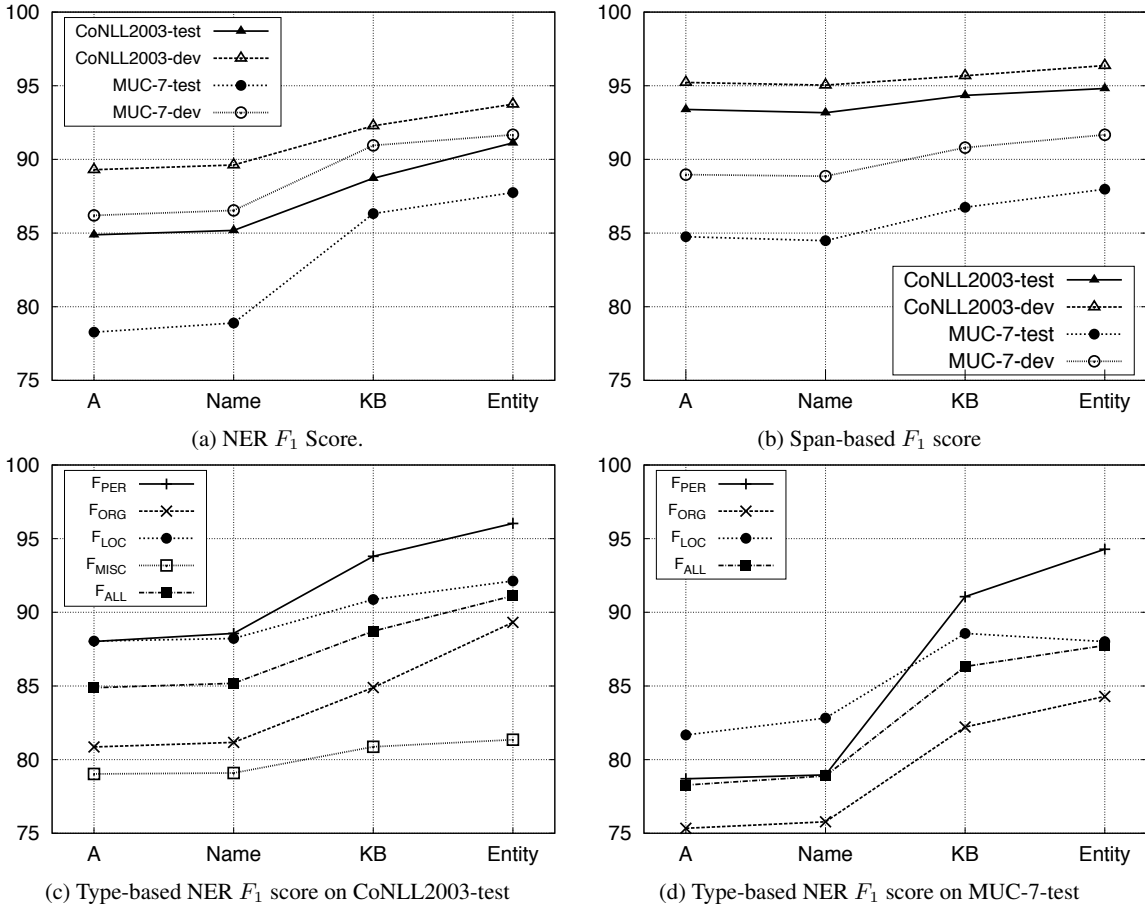 100
95
90
85
80
75
A Name KB Entity
CoNLL2003-test
CoNLL2003-dev
MUC-7-test
MUC-7-dev
(a) NER F1 Score.
100
95
90
85
80
75
A Name KB Entity
CoNLL2003-test
CoNLL2003-dev
MUC-7-test
MUC-7-dev
(b) Span-based F1 score
100
95
90
85
80
75
A Name KB Entity
FPER
FORG
FLOC
FMISC
FALL
(c) Type-based NER F1 score on CoNLL2003-test
100
95
90
85
80
75
A Name KB Entity
FPER
FORG
FLOC
FALL
(d) Type-based NER F1 score on MUC-7-test